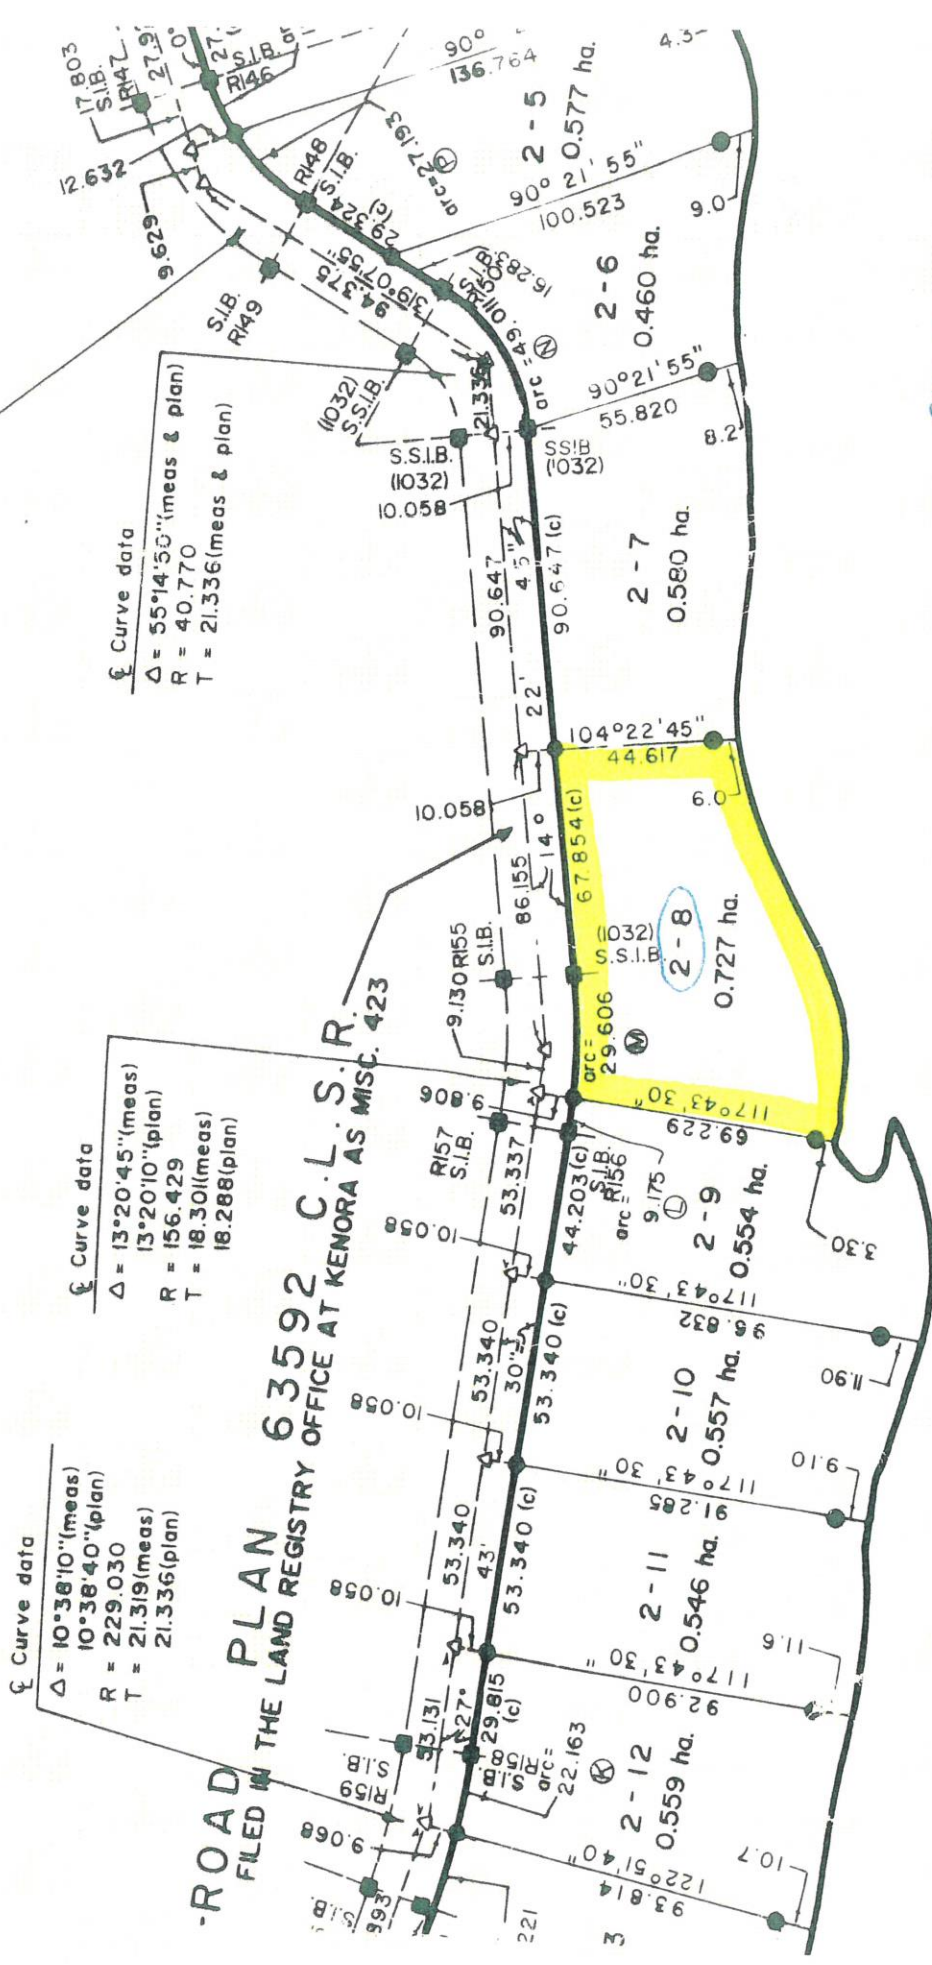 ℄ Curve data
Δ = 10°38'10"(meas)
10°38'40"(plan)
R = 229.030
T = 21.319(meas)
21.336(plan)
℄ Curve data
Δ = 13°20'45"(meas)
13°20'10"(plan)
R = 156.429
T = 18.301(meas)
18.288(plan)
℄ Curve data
Δ = 55°14'50"(meas & plan)
R = 40.770
T = 21.336(meas & plan)
-ROAD PLAN 63592 C.L.S.R.
FILED IN THE LAND REGISTRY OFFICE AT KENORA AS MISC. 423
S.I.B.
893
9.068
R159
S.I.B.
53.131
10.058
53.340
10.058
53.340
10.058
53.337
R157
S.I.B.
9.806
9.130
R155
S.I.B.
86.155
10.058
90.647
10.058
S.S.I.B.
(1032)
21.336
(1032)
S.S.I.B.
S.I.B.
R149
94.375
319°07'55"
9.629
12.632
17.803
S.I.B.
R147
S.I.B.
R146
27°
43'
30"
14°
22'
45"
221
arc=
22.163
Ⓚ
S.I.B.
R158
29.815
(c)
53.340 (c)
53.340 (c)
44.203(c)
S.I.B.
R156
arc=
9.175
Ⓛ
arc=
29.606
Ⓜ
(1032)
S.S.I.B.
67.854(c)
90.647(c)
SSIB
(1032)
arc =49.011
Ⓝ
16.283
S.S.I.B.
R150
29.324
(c)
R148
S.I.B.
arc=27.193
Ⓟ
90°
136.764
4.3
122°51'40"
93.814
10.7
2-12
0.559 ha.
117°43'30"
92.900
11.6
2-11
0.546 ha.
117°43'30"
91.285
9.10
2-10
0.557 ha.
117°43'30"
95.832
11.90
2-9
0.554 ha.
117°43'30"
69.229
3.30
2-8
0.727 ha.
104°22'45"
44.617
6.0
2-7
0.580 ha.
90°21'55"
55.820
8.2
2-6
0.460 ha.
90°21'55"
100.523
9.0
2-5
0.577 ha.